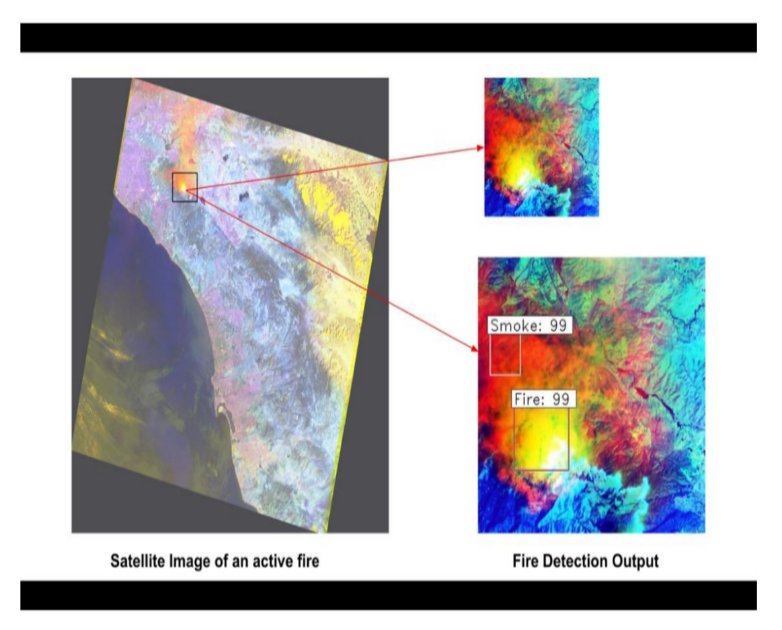 Smoke: 99
Fire: 99
Satellite Image of an active fire
Fire Detection Output